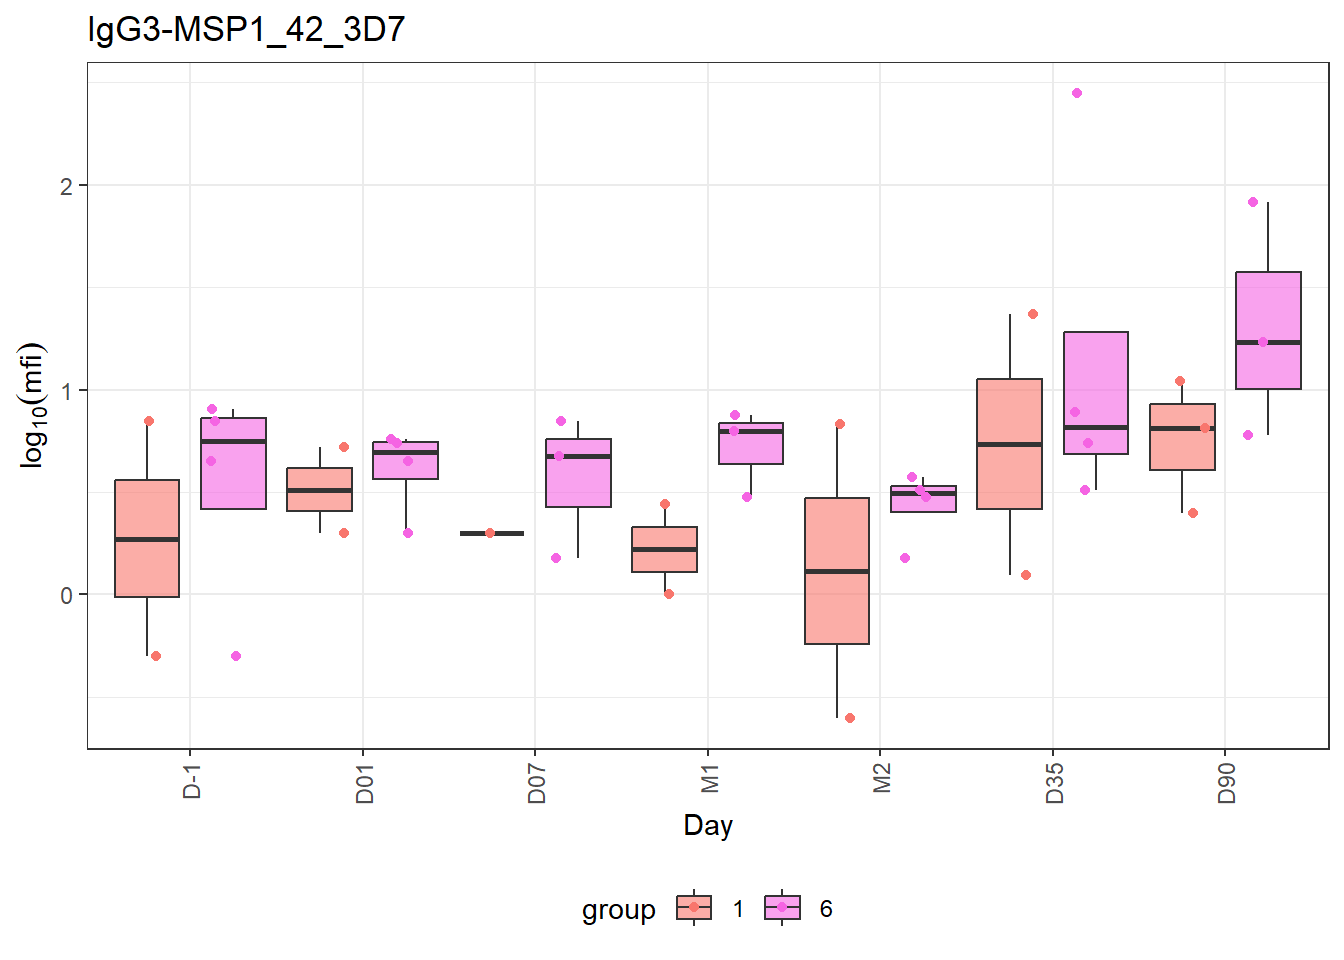 IgG3-MSP1_42_3D7
log₁₀(mfi)
2
1
0
D-1
D01
D07
M1
M2
D35
D90
Day
group 1 6